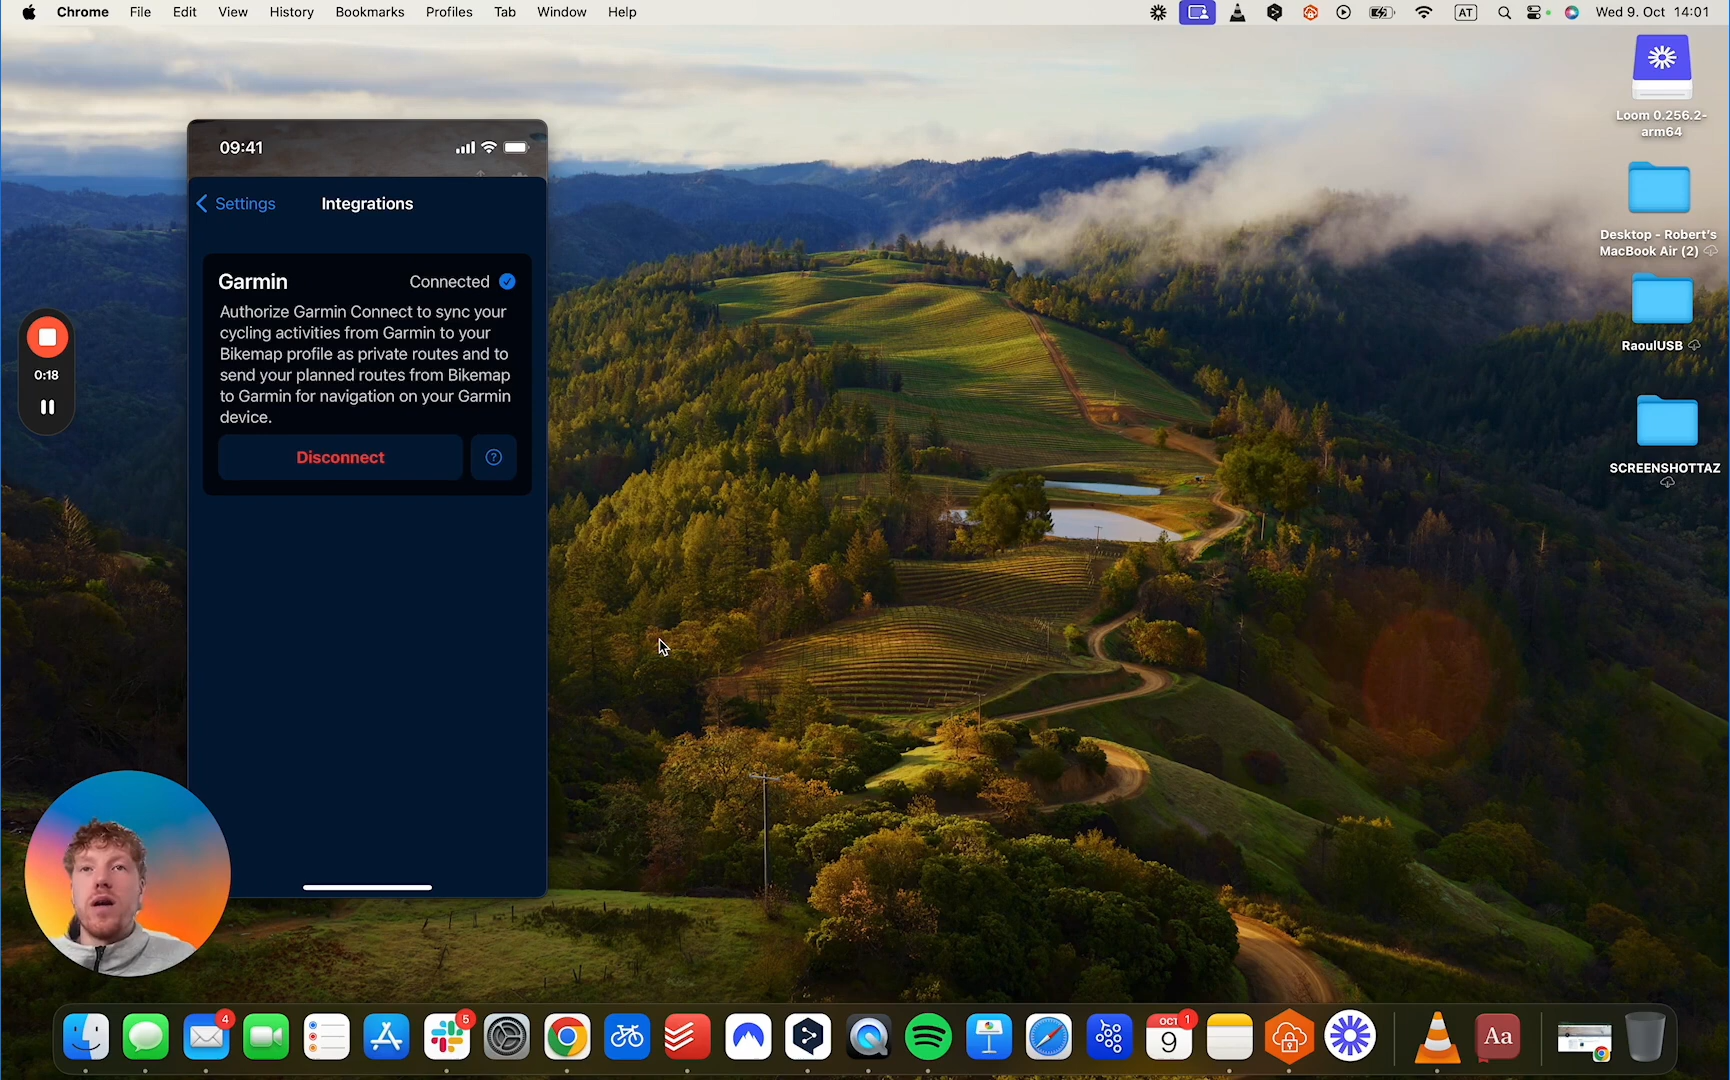 Chrome File Edit View History Bookmarks Profiles Tab Window Help AT Wed 9. Oct 14:01
Loom 0.256.2-
arm64
Desktop - Robert's
MacBook Air (2)
RaoulUSB
SCREENSHOTTAZ
09:41
Settings Integrations
Garmin Connected
Authorize Garmin Connect to sync your
cycling activities from Garmin to your
Bikemap profile as private routes and to
send your planned routes from Bikemap
to Garmin for navigation on your Garmin
device.
Disconnect ?
0:18
4
5
OCT 1
9
Aa